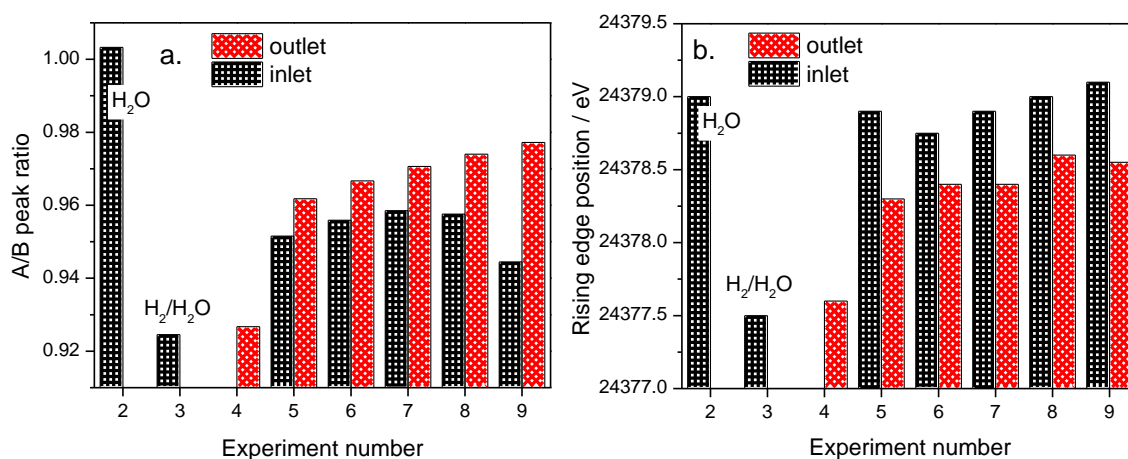 a.
outlet
inlet
H₂O
H₂/H₂O
1.00
0.98
0.96
0.94
0.92
A/B peak ratio
2 3 4 5 6 7 8 9
Experiment number
b.
outlet
inlet
H₂O
H₂/H₂O
24379.5
24379.0
24378.5
24378.0
24377.5
24377.0
Rising edge position / eV
2 3 4 5 6 7 8 9
Experiment number